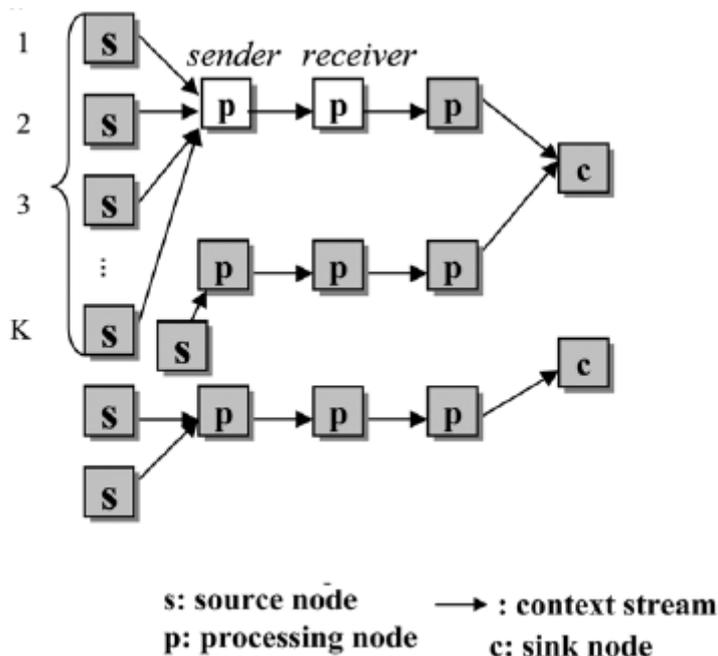 1 s
sender receiver
p p p
2 s
c
3 s
...
p p p
K s
s
c
s p p p
s
s: source node → : context stream
p: processing node c: sink node